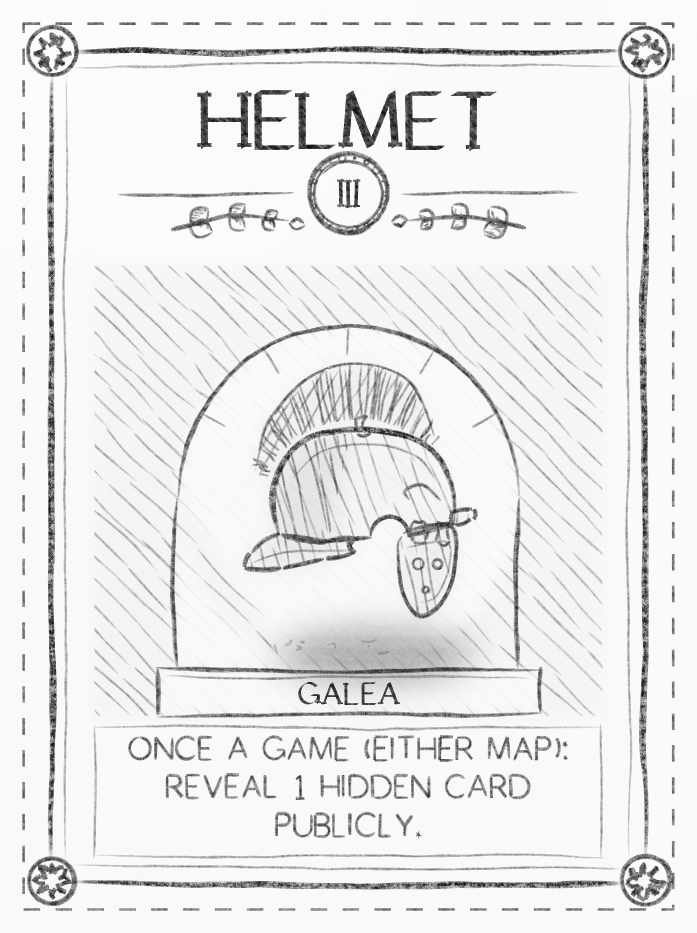 HELMET
III
GALEA
ONCE A GAME (EITHER MAP):
REVEAL 1 HIDDEN CARD
PUBLICLY.